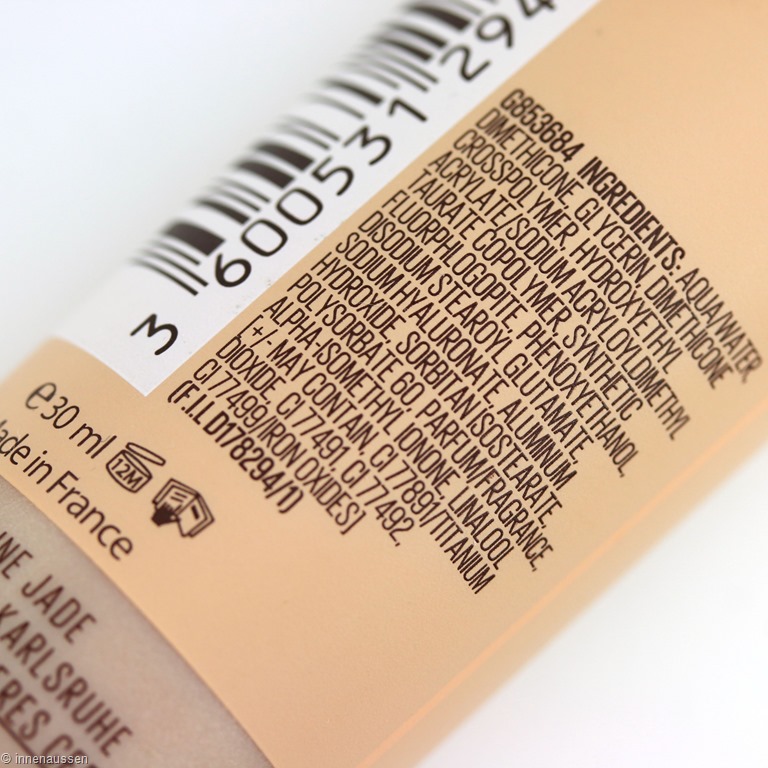 3 600531 294
G853684 INGREDIENTS: AQUA/WATER,
DIMETHICONE, GLYCERIN, DIMETHICONE
CROSSPOLYMER, HYDROXYETHYL
ACRYLATE/SODIUM ACRYLOYLDIMETHYL
TAURATE COPOLYMER, SYNTHETIC
FLUORPHLOGOPITE, PHENOXYETHANOL,
DISODIUM STEAROYL GLUTAMATE,
SODIUM HYALURONATE, ALUMINUM
HYDROXIDE, SORBITAN ISOSTEARATE,
POLYSORBATE 60, PARFUM/FRAGRANCE,
ALPHA-ISOMETHYL IONONE, LINALOOL
[+/- MAY CONTAIN, CI 77891/TITANIUM
DIOXIDE, CI 77491, CI 77492,
CI 77499/IRON OXIDES]
(F.I.L D178294/1)
e30 ml 12M
ade in France
NE JADE
KARLSRUHE
© innenaussen